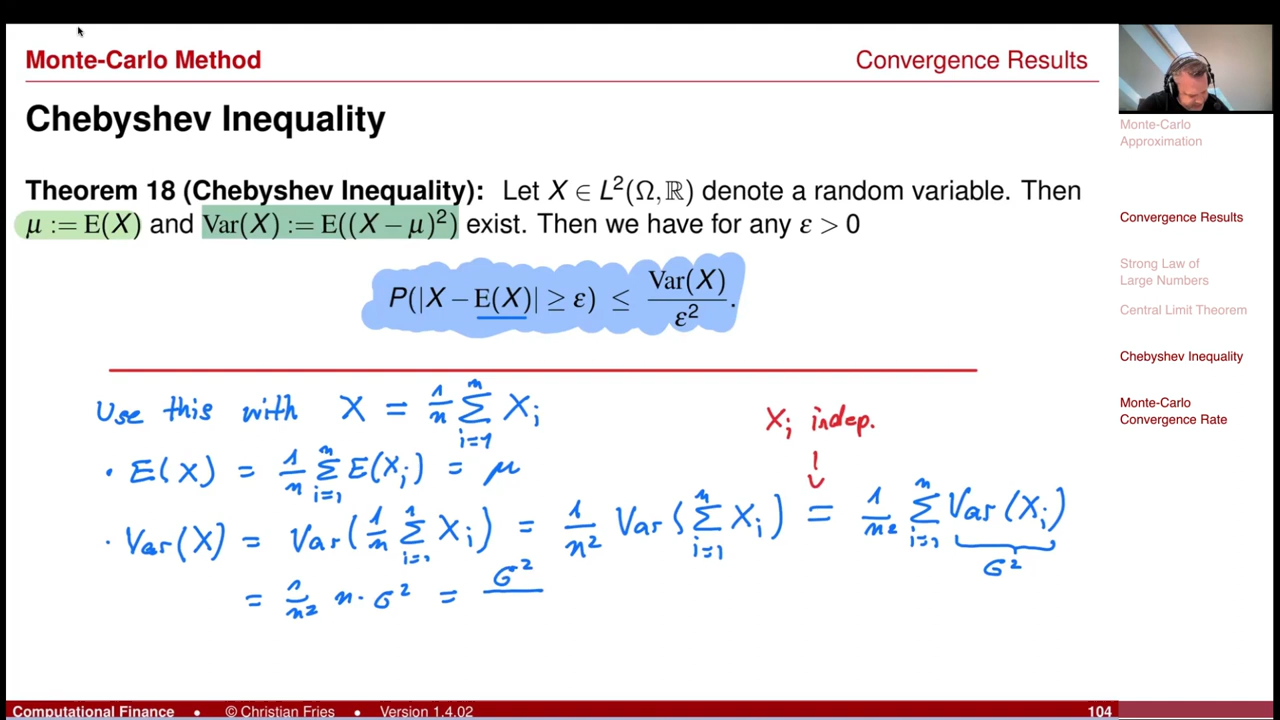 Monte-Carlo Method
Convergence Results
Chebyshev Inequality
Theorem 18 (Chebyshev Inequality): Let X ∈ L²(Ω,ℝ) denote a random variable. Then
μ := E(X) and Var(X) := E((X − μ)²) exist. Then we have for any ε > 0
P(|X − E(X)| ≥ ε) ≤ Var(X)/ε².
Use this with X = 1/n Σ_{i=1}^{n} X_i
X_i indep.
· E(X) = 1/n Σ_{i=1}^{n} E(X_i) = μ
· Var(X) = Var(1/n Σ_{i=1}^{n} X_i) = 1/n² Var(Σ_{i=1}^{n} X_i) = 1/n² Σ_{i=1}^{n} Var(X_i)
σ²
= 1/n² n · σ² = σ²/
Monte-Carlo
Approximation
Convergence Results
Strong Law of
Large Numbers
Central Limit Theorem
Chebyshev Inequality
Monte-Carlo
Convergence Rate
Computational Finance • © Christian Fries • Version 1.4.02
104